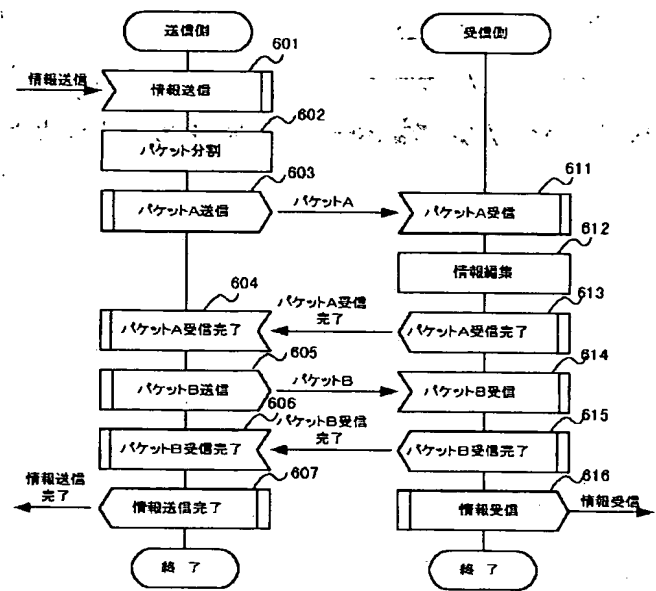 送信側
受信側
601
情報送信
情報送信
602
パケット分割
603
611
パケットA送信
パケットA
パケットA受信
612
情報編集
604
パケットA受信
完了
613
パケットA受信完了
パケットA受信完了
605
614
パケットB送信
パケットB
パケットB受信
606
パケットB受信
完了
615
パケットB受信完了
パケットB受信完了
情報送信
完了
607
616
情報送信完了
情報受信
情報受信
終了
終了